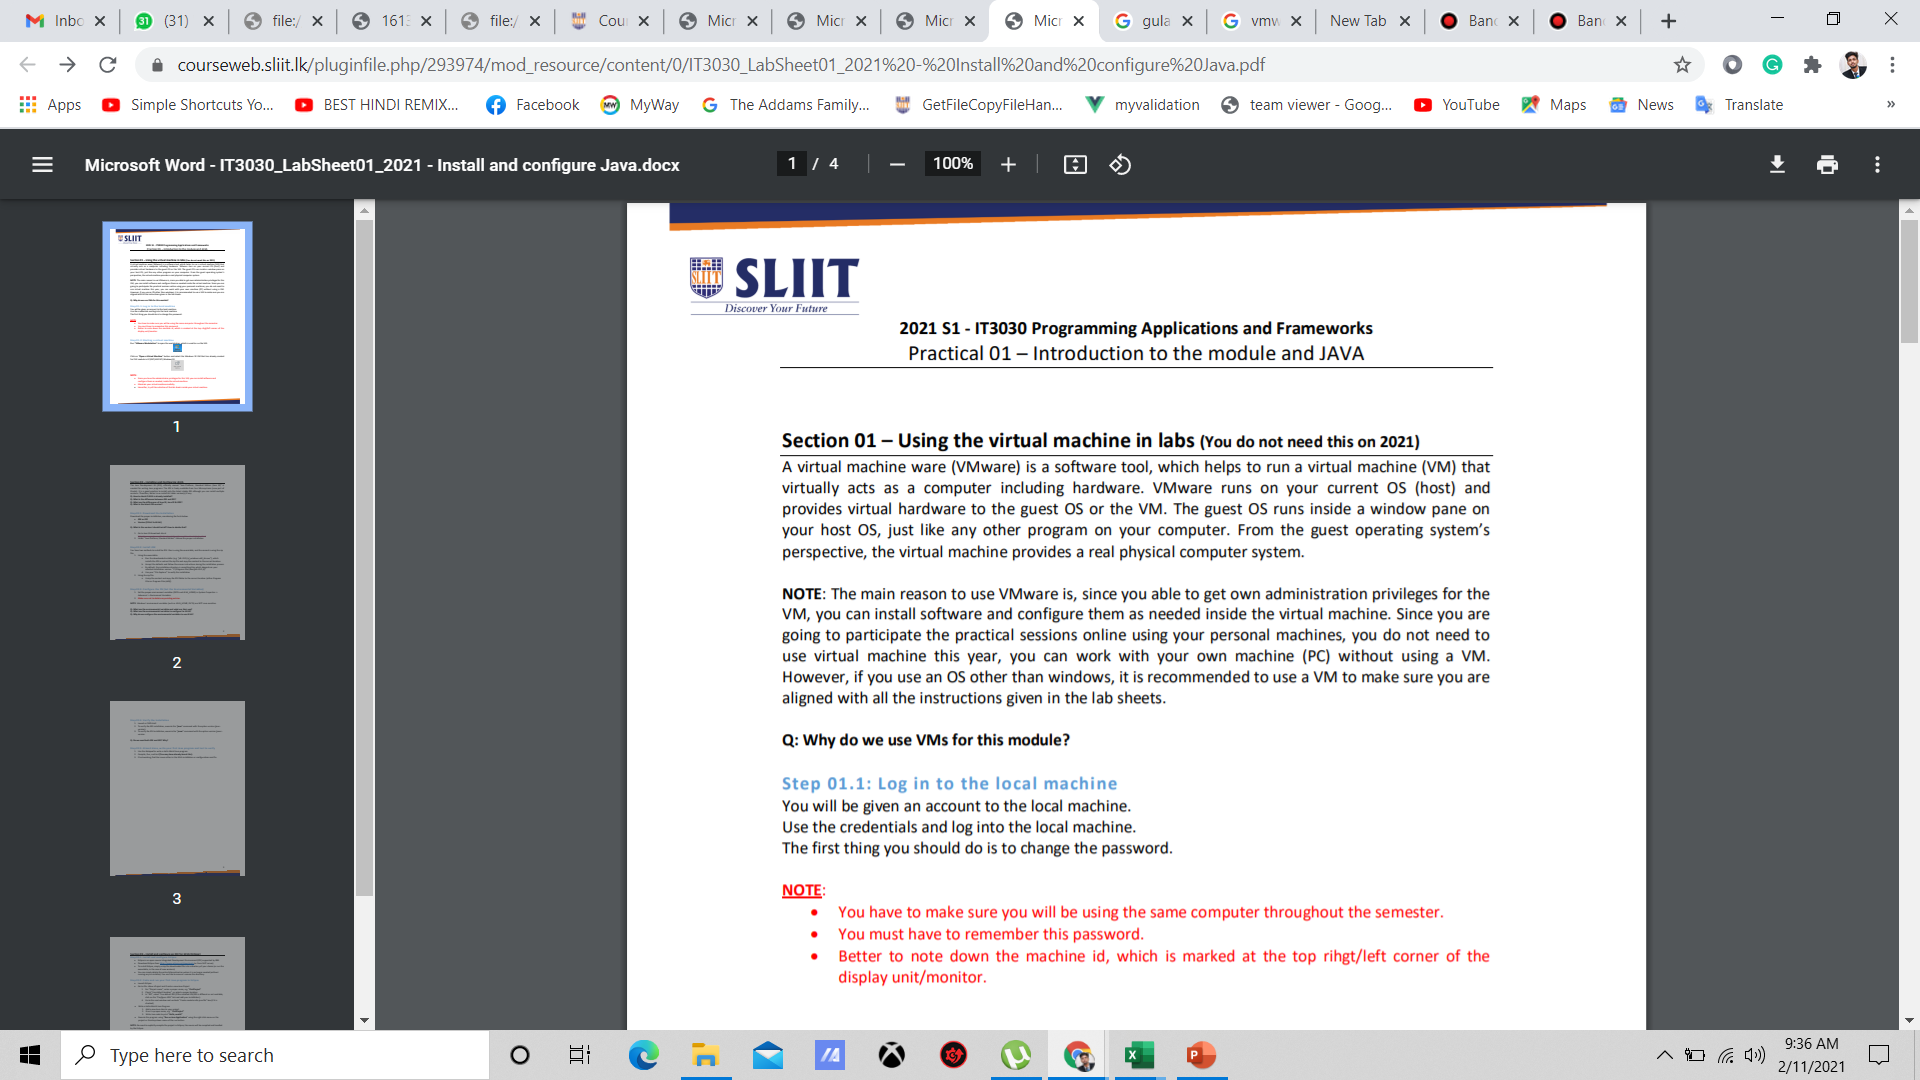 Inbo
(31)
file:/
1613
file:/
Cour
Micr
Micr
Micr
Micr
gula
vmw
New Tab
Ban
Ban
courseweb.sliit.lk/pluginfile.php/293974/mod_resource/content/0/IT3030_LabSheet01_2021%20-%20Install%20and%20configure%20Java.pdf
Apps
Simple Shortcuts Yo...
BEST HINDI REMIX...
Facebook
MyWay
The Addams Family...
GetFileCopyFileHan...
myvalidation
team viewer - Goog...
YouTube
Maps
News
Translate
»
Microsoft Word - IT3030_LabSheet01_2021 - Install and configure Java.docx
1 / 4
100%
1
2
3
SLIIT
SLIIT
Discover Your Future
2021 S1 - IT3030 Programming Applications and Frameworks
Practical 01 – Introduction to the module and JAVA
Section 01 – Using the virtual machine in labs (You do not need this on 2021)
A virtual machine ware (VMware) is a software tool, which helps to run a virtual machine (VM) that
virtually acts as a computer including hardware. VMware runs on your current OS (host) and
provides virtual hardware to the guest OS or the VM. The guest OS runs inside a window pane on
your host OS, just like any other program on your computer. From the guest operating system’s
perspective, the virtual machine provides a real physical computer system.
NOTE: The main reason to use VMware is, since you able to get own administration privileges for the
VM, you can install software and configure them as needed inside the virtual machine. Since you are
going to participate the practical sessions online using your personal machines, you do not need to
use virtual machine this year, you can work with your own machine (PC) without using a VM.
However, if you use an OS other than windows, it is recommended to use a VM to make sure you are
aligned with all the instructions given in the lab sheets.
Q: Why do we use VMs for this module?
Step 01.1: Log in to the local machine
You will be given an account to the local machine.
Use the credentials and log into the local machine.
The first thing you should do is to change the password.
NOTE:
• You have to make sure you will be using the same computer throughout the semester.
• You must have to remember this password.
• Better to note down the machine id, which is marked at the top rihgt/left corner of the
display unit/monitor.
Type here to search
9:36 AM
2/11/2021